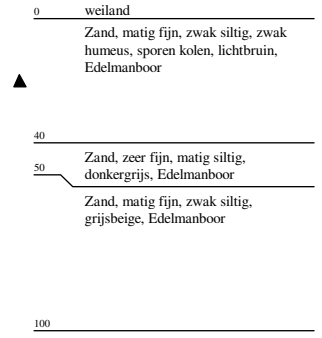 0 weiland
Zand, matig fijn, zwak siltig, zwak
humeus, sporen kolen, lichtbruin,
Edelmanboor
40
Zand, zeer fijn, matig siltig,
50
donkergrijs, Edelmanboor
Zand, matig fijn, zwak siltig,
grijsbeige, Edelmanboor
100